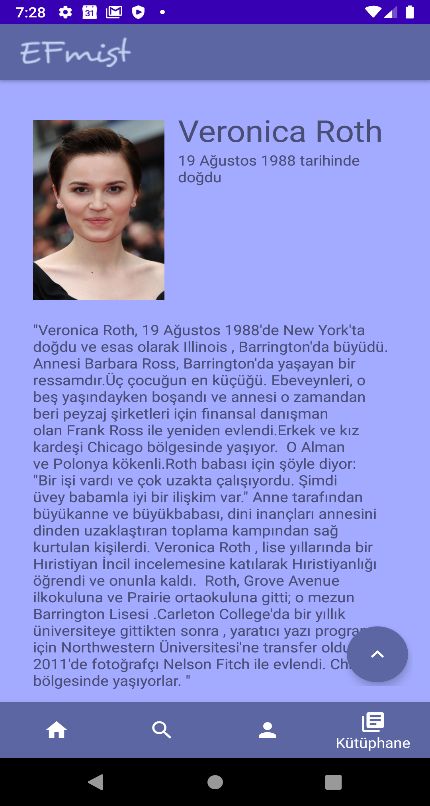 7:28
31
EFmist
Veronica Roth
19 Ağustos 1988 tarihinde
doğdu
"Veronica Roth, 19 Ağustos 1988'de New York'ta
doğdu ve esas olarak Illinois , Barrington'da büyüdü.
Annesi Barbara Ross, Barrington'da yaşayan bir
ressamdır.Üç çocuğun en küçüğü. Ebeveynleri, o
beş yaşındayken boşandı ve annesi o zamandan
beri peyzaj şirketleri için finansal danışman
olan Frank Ross ile yeniden evlendi.Erkek ve kız
kardeşi Chicago bölgesinde yaşıyor.  O Alman
ve Polonya kökenli.Roth babası için şöyle diyor:
"Bir işi vardı ve çok uzakta çalışıyordu. Şimdi
üvey babamla iyi bir ilişkim var." Anne tarafından
büyükanne ve büyükbabası, dini inançları annesini
dinden uzaklaştıran toplama kampından sağ
kurtulan kişilerdi. Veronica Roth , lise yıllarında bir
Hıristiyan İncil incelemesine katılarak Hıristiyanlığı
öğrendi ve onunla kaldı.  Roth, Grove Avenue
ilkokuluna ve Prairie ortaokuluna gitti; o mezun
Barrington Lisesi .Carleton College'da bir yıllık
üniversiteye gittikten sonra , yaratıcı yazı
için Northwestern Üniversitesi'ne transfer
2011'de fotoğrafçı Nelson Fitch ile evlendi.
bölgesinde yaşıyorlar. "
Kütüphane